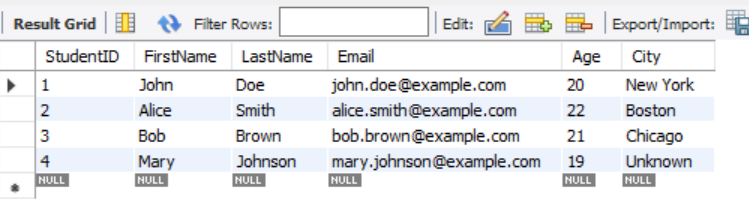 Result Grid Filter Rows: Edit: Export/Import:
StudentID FirstName LastName Email Age City
1 John Doe john.doe@example.com 20 New York
2 Alice Smith alice.smith@example.com 22 Boston
3 Bob Brown bob.brown@example.com 21 Chicago
4 Mary Johnson mary.johnson@example.com 19 Unknown
NULL NULL NULL NULL NULL NULL